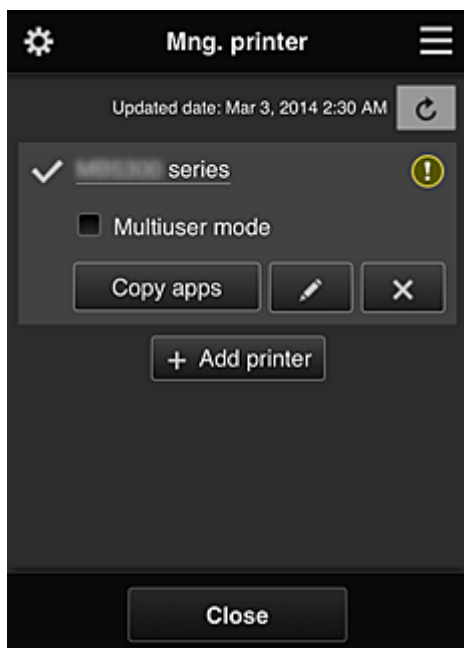 Mng. printer
Updated date: Mar 3, 2014 2:30 AM
series
Multiuser mode
Copy apps
+ Add printer
Close